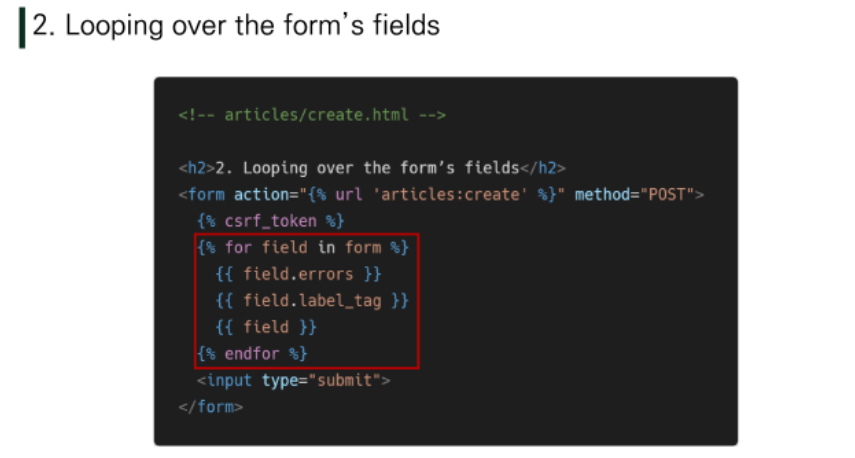 2. Looping over the form’s fields
<!-- articles/create.html -->
<h2>2. Looping over the form’s fields</h2>
<form action="{% url 'articles:create' %}" method="POST">
{% csrf_token %}
{% for field in form %}
{{ field.errors }}
{{ field.label_tag }}
{{ field }}
{% endfor %}
<input type="submit">
</form>